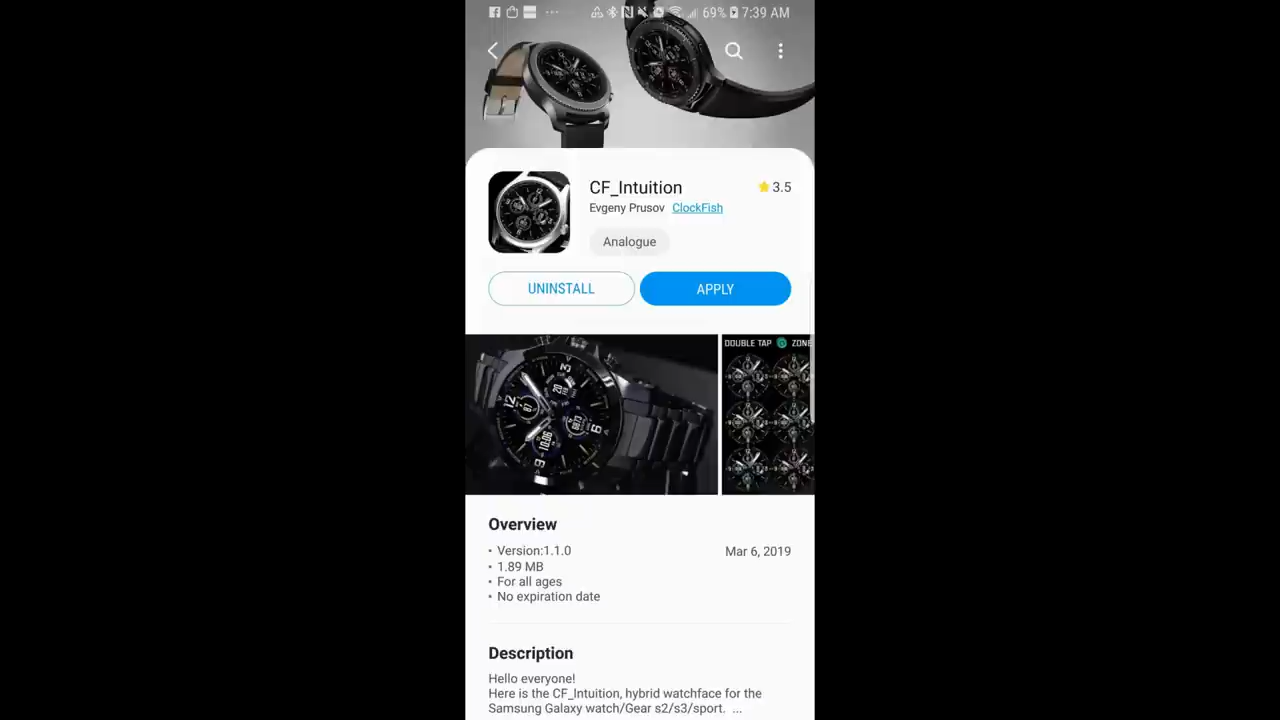 69% 7:39 AM
CF_Intuition 3.5
Evgeny Prusov ClockFish
Analogue
UNINSTALL APPLY
DOUBLE TAP ZONE
Overview
• Version:1.1.0 Mar 6, 2019
• 1.89 MB
• For all ages
• No expiration date
Description
Hello everyone!
Here is the CF_Intuition, hybrid watchface for the
Samsung Galaxy watch/Gear s2/s3/sport. ...